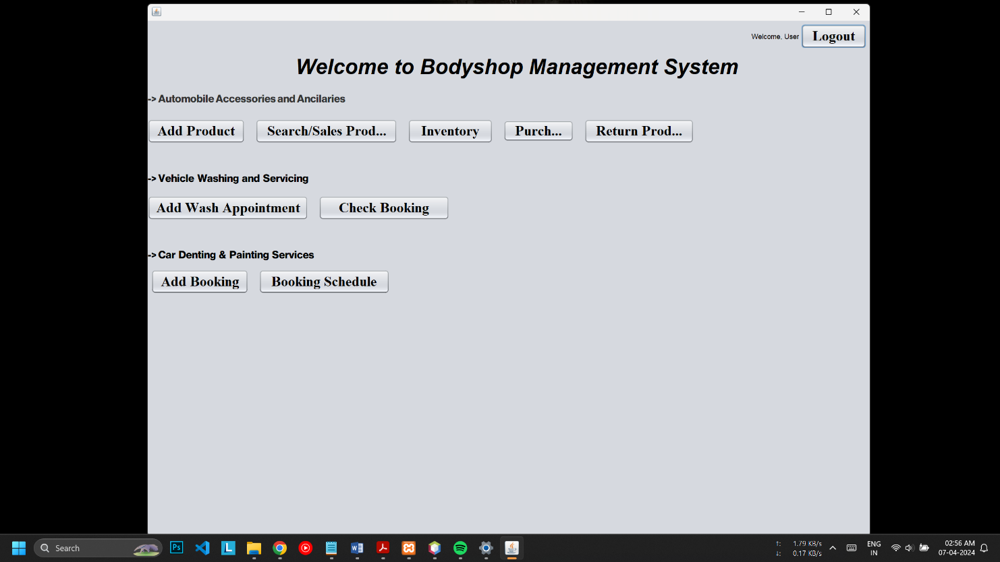 Welcome, User Logout
Welcome to Bodyshop Management System
-> Automobile Accessories and Ancilaries
Add Product Search/Sales Prod... Inventory Purch... Return Prod...
-> Vehicle Washing and Servicing
Add Wash Appointment Check Booking
-> Car Denting & Painting Services
Add Booking Booking Schedule
Search Ps L W X 1.79 KB/s ENG 02:56 AM
0.17 KB/s IN 07-04-2024